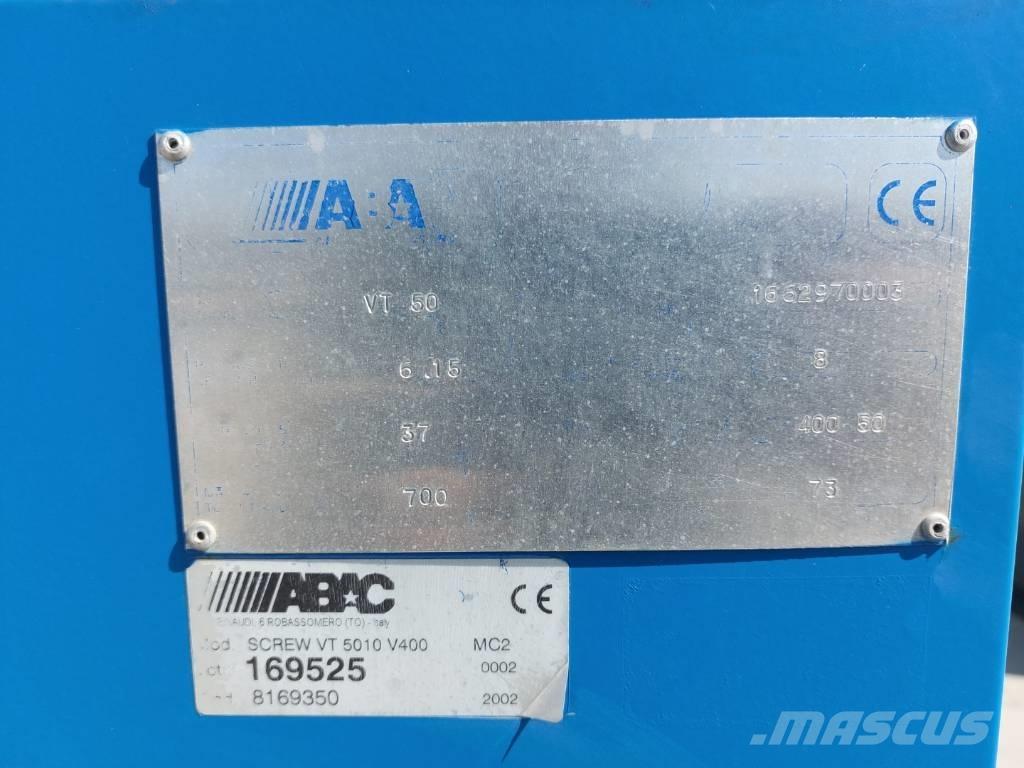 A:A
CE
VT 50
1662970003
6.15
8
37
400 50
700
73
ABAC
CE
6 ROBASSOMERO (TO) - Italy
SCREW VT 5010 V400 MC2
169525 0002
8169350 2002
MASCUS